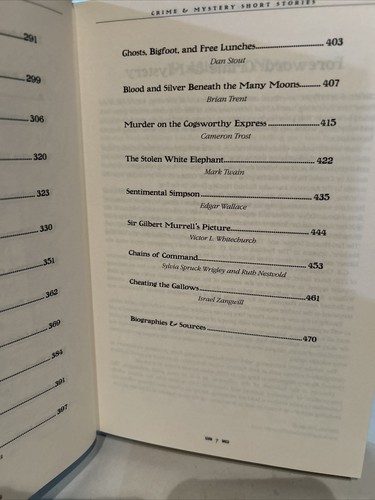 291
299
306
320
323
330
351
362
369
384
391
397
CRIME & MYSTERY SHORT STORIES
Ghosts, Bigfoot, and Free Lunches 403
Dan Stout
Blood and Silver Beneath the Many Moons 407
Brian Trent
Murder on the Cogsworthy Express 415
Cameron Trost
The Stolen White Elephant 422
Mark Twain
Sentimental Simpson 435
Edgar Wallace
Sir Gilbert Murrell's Picture 444
Victor L. Whitechurch
Chains of Command 453
Sylvia Spruck Wrigley and Ruth Nestvold
Cheating the Gallows 461
Israel Zangwill
Biographies & Sources 470
7